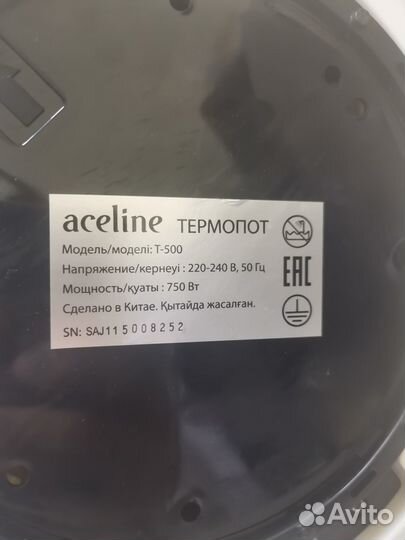 aceline ТЕРМОПОТ
Модель/моделі: T-500
Напряжение/кернеуі : 220-240 В, 50 Гц
Мощность/қуаты : 750 Вт
Сделано в Китае. Қытайда жасалған.
SN: SAJ115008252
EAC
Avito